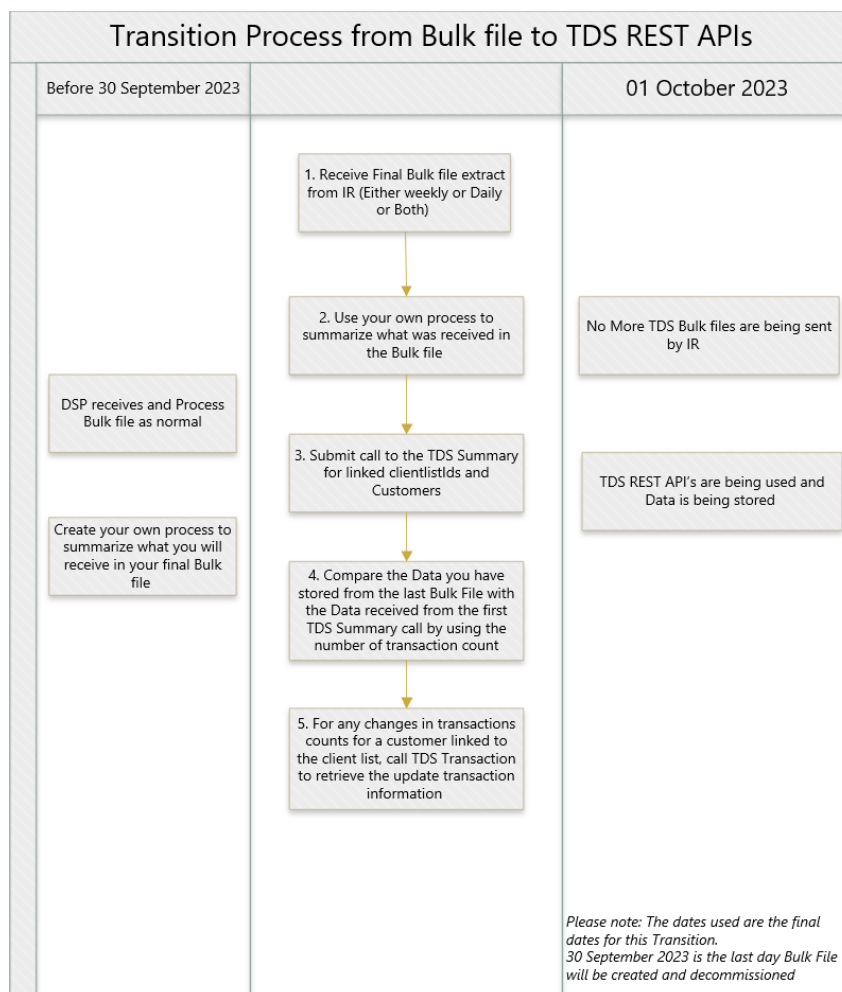 Transition Process from Bulk file to TDS REST APIs
Before 30 September 2023
01 October 2023
1. Receive Final Bulk file extract
from IR (Either weekly or Daily
or Both)
2. Use your own process to
summarize what was received in
the Bulk file
No More TDS Bulk files are being sent
by IR
DSP receives and Process
Bulk file as normal
3. Submit call to the TDS Summary
for linked clientlistIds and
Customers
TDS REST API's are being used and
Data is being stored
Create your own process to
summarize what you will
receive in your final Bulk
file
4. Compare the Data you have
stored from the last Bulk File with
the Data received from the first
TDS Summary call by using the
number of transaction count
5. For any changes in transactions
counts for a customer linked to
the client list, call TDS Transaction
to retrieve the update transaction
information
Please note: The dates used are the final
dates for this Transition.
30 September 2023 is the last day Bulk File
will be created and decommissioned